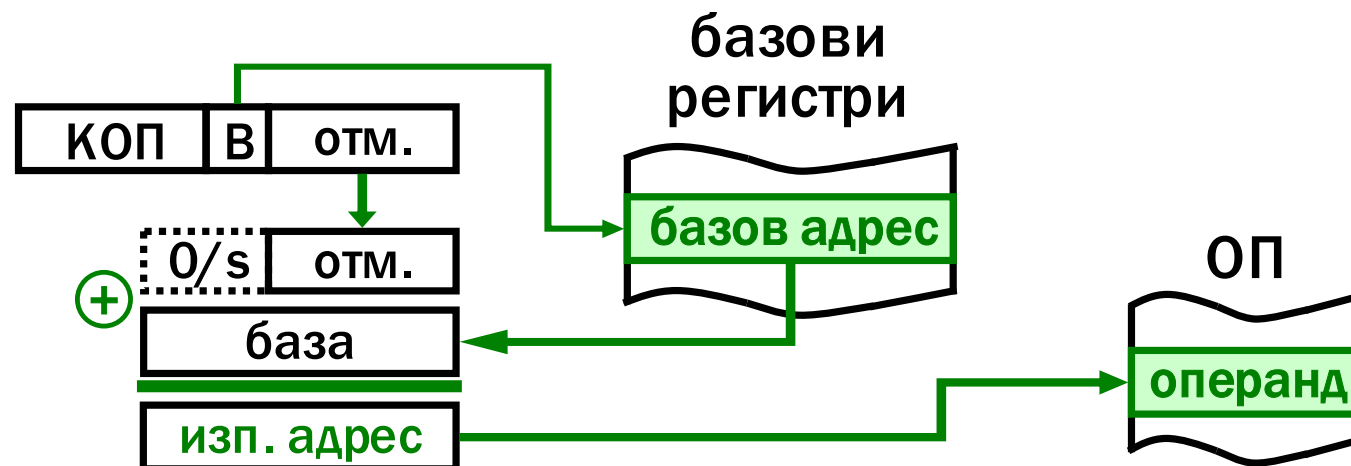 базови
регистри
КОП В отм.
0/s отм.
базов адрес
ОП
+
база
операнд
изп. адрес